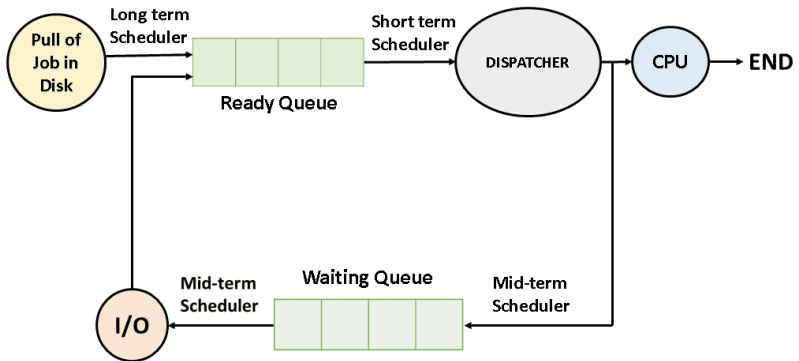 Pull of
Job in
Disk
Long term
Scheduler
Ready Queue
Short term
Scheduler
DISPATCHER
CPU
END
I/O
Mid-term
Scheduler
Waiting Queue
Mid-term
Scheduler